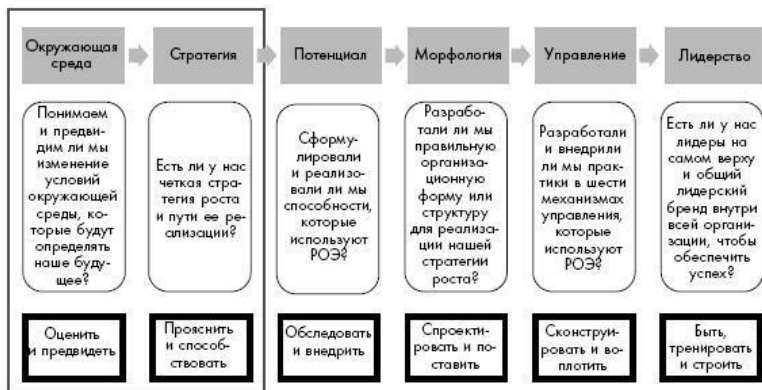 Окружающая
среда
Стратегия
Потенциал
Морфология
Управление
Лидерство
Понимаем
и предви-
дим ли мы
изменение
условий
окружающей
среды, ко-
торые будут
определять
наше буду-
щее?
Есть ли у нас
четкая стра-
тегия роста
и пути ее ре-
ализации?
Сформу-
лировали
и реализо-
вали ли мы
способности,
которые
используют
РОЭ?
Разрабо-
тали ли мы
правильную
организа-
ционную
форму или
структуру
для реализа-
ции нашей
стратегии
роста?
Разработали
и внедрили
ли мы прак-
тики в шести
механизмах
управления,
которые
используют
РОЭ?
Есть ли у нас
лидеры на
самом верху
и общий
лидерский
бренд внутри
всей органи-
зации, чтобы
обеспечить
успех?
Оценить
и предвидеть
Прояснить
и способ-
ствовать
Обследовать
и внедрить
Спроекти-
ровать и по-
ставить
Сконструи-
ровать и во-
плотить
Быть,
тренировать
и строить